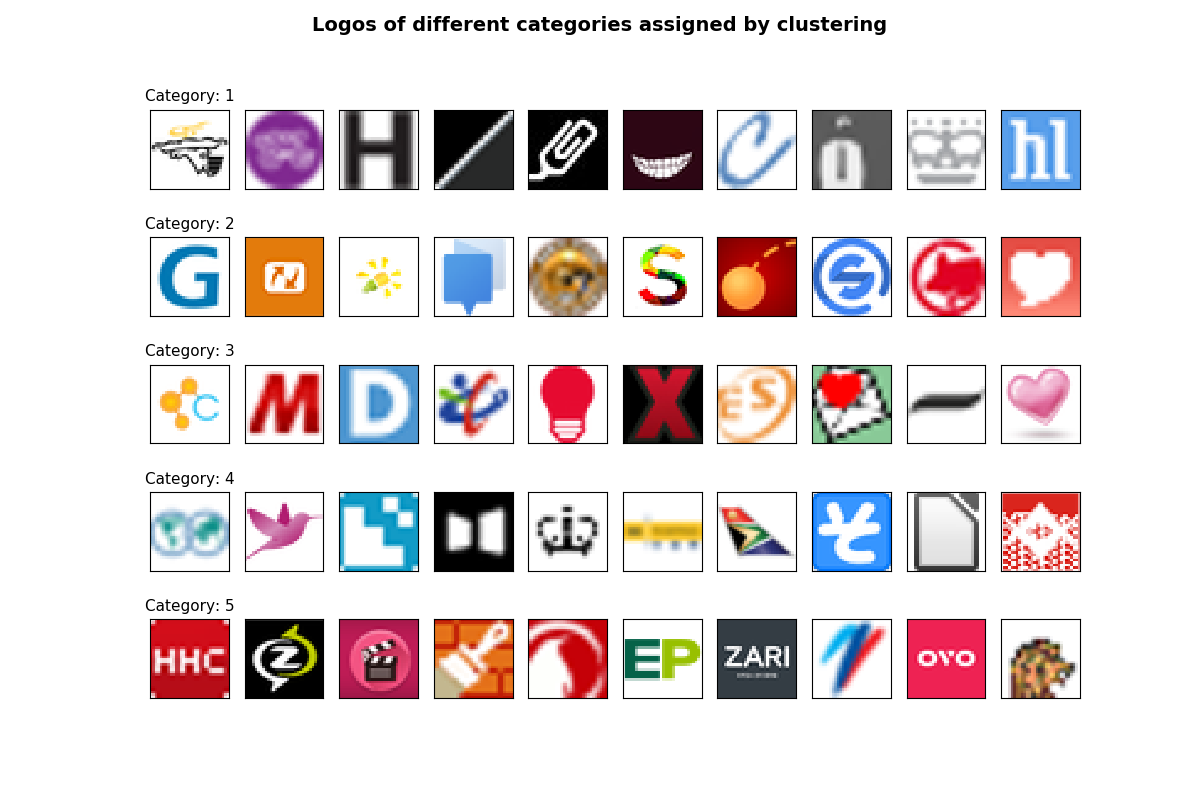 Logos of different categories assigned by clustering
Category: 1
H
C
hl
Category: 2
G
S
S
Category: 3
C
M
D
X
ES
Category: 4
Category: 5
HHC
Z
EP
ZARI
OVO